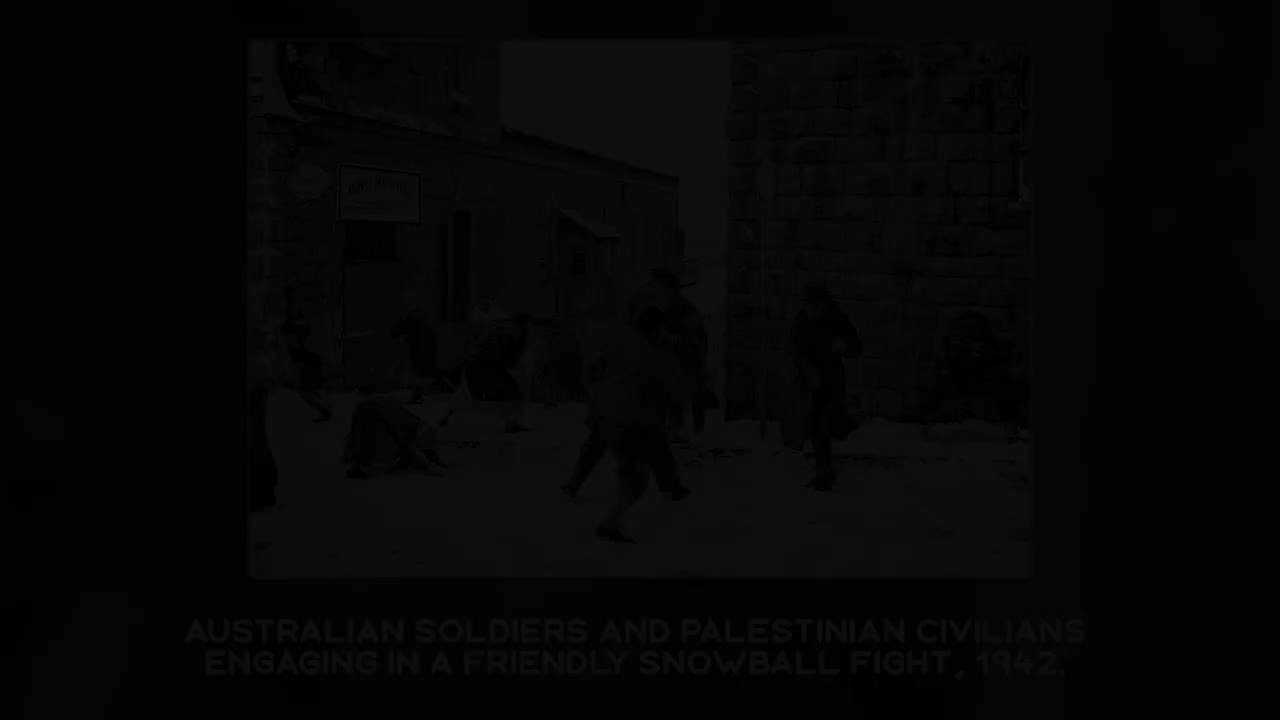 AUSTRALIAN SOLDIERS AND PALESTINIAN CIVILIANS
ENGAGING IN A FRIENDLY SNOWBALL FIGHT, 1942.